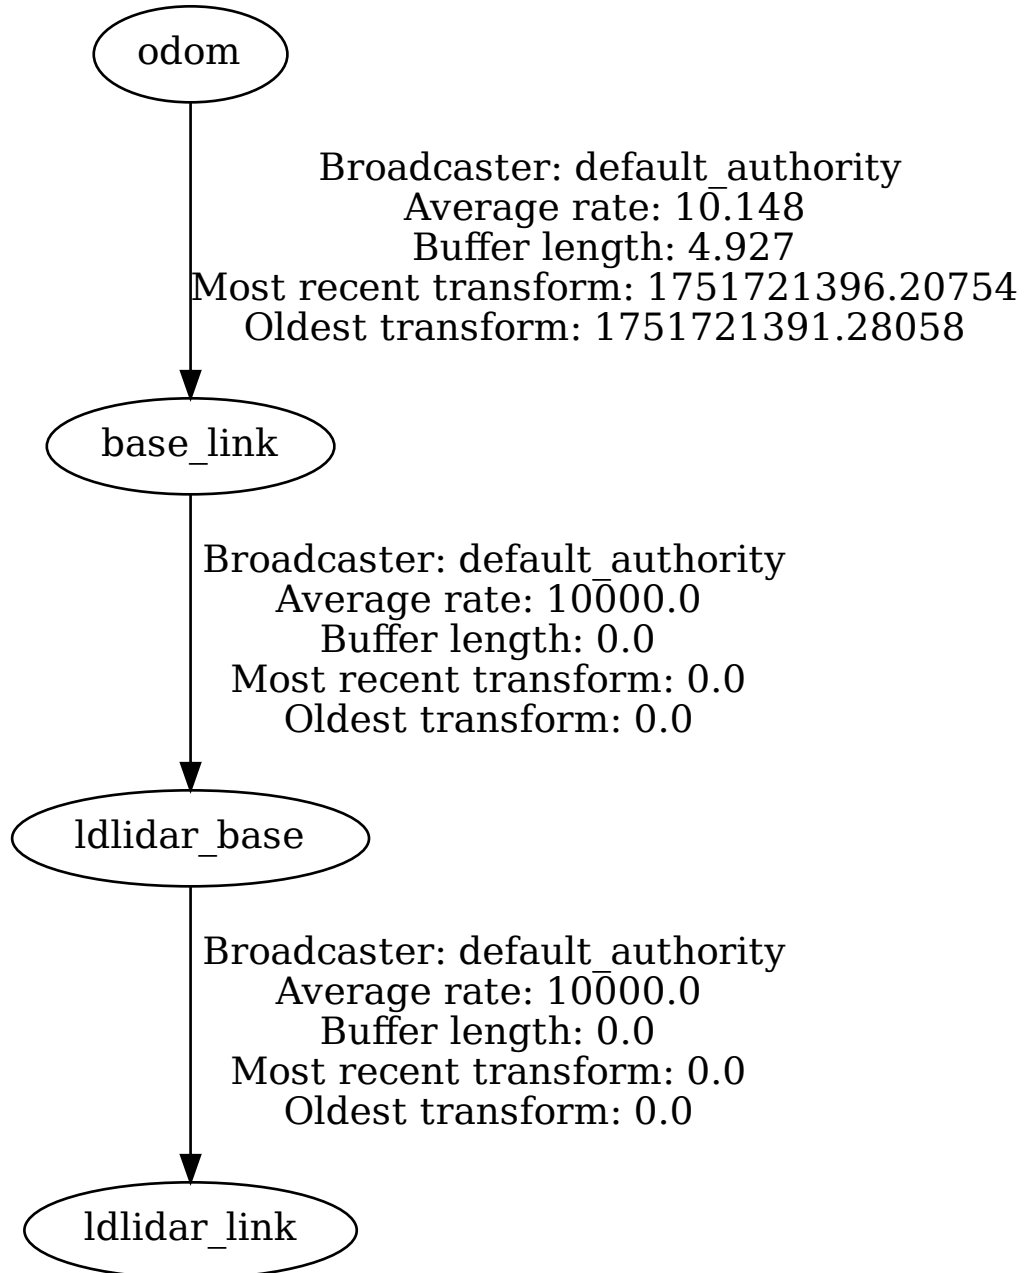 odom
Broadcaster: default_authority
Average rate: 10.148
Buffer length: 4.927
Most recent transform: 1751721396.20754
Oldest transform: 1751721391.28058
base_link
Broadcaster: default_authority
Average rate: 10000.0
Buffer length: 0.0
Most recent transform: 0.0
Oldest transform: 0.0
ldlidar_base
Broadcaster: default_authority
Average rate: 10000.0
Buffer length: 0.0
Most recent transform: 0.0
Oldest transform: 0.0
ldlidar_link